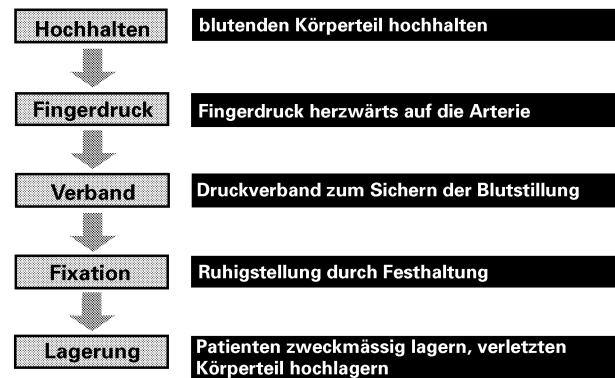 Hochhalten
blutenden Körperteil hochhalten
Fingerdruck
Fingerdruck herzwärts auf die Arterie
Verband
Druckverband zum Sichern der Blutstillung
Fixation
Ruhigstellung durch Festhaltung
Lagerung
Patienten zweckmässig lagern, verletzten
Körperteil hochlagern